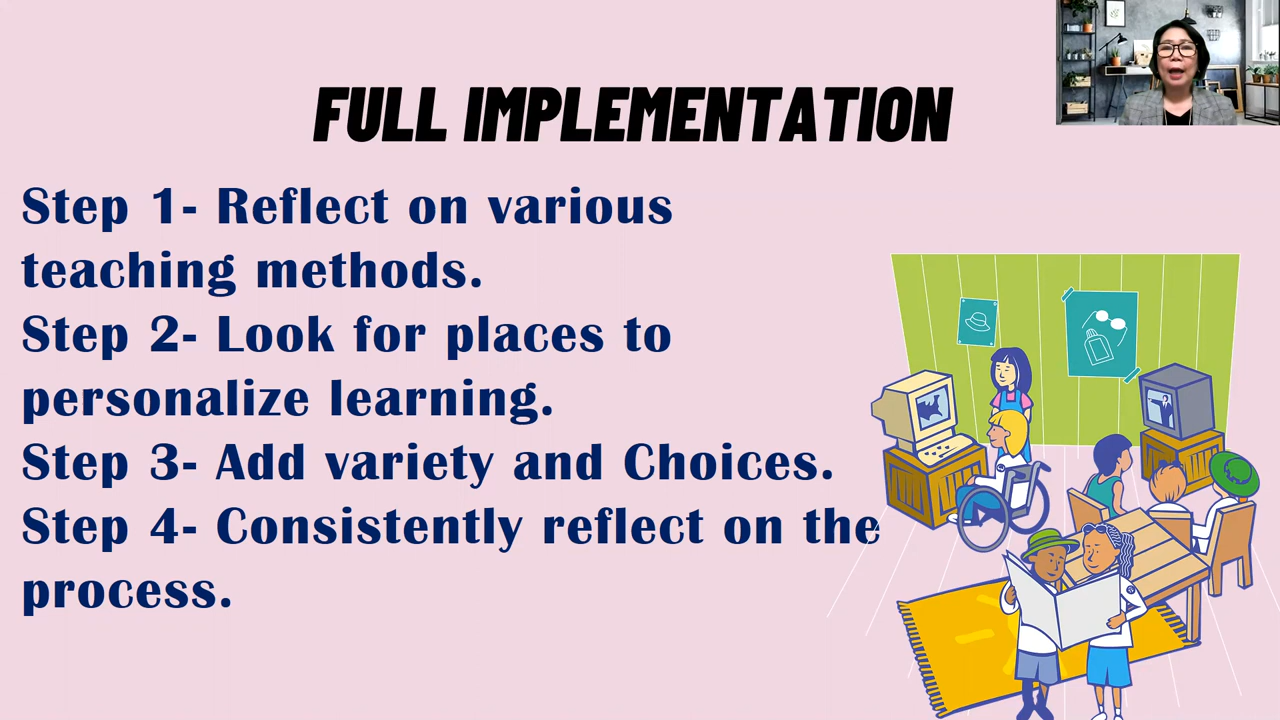 FULL IMPLEMENTATION
Step 1- Reflect on various
teaching methods.
Step 2- Look for places to
personalize learning.
Step 3- Add variety and Choices.
Step 4- Consistently reflect on the
process.